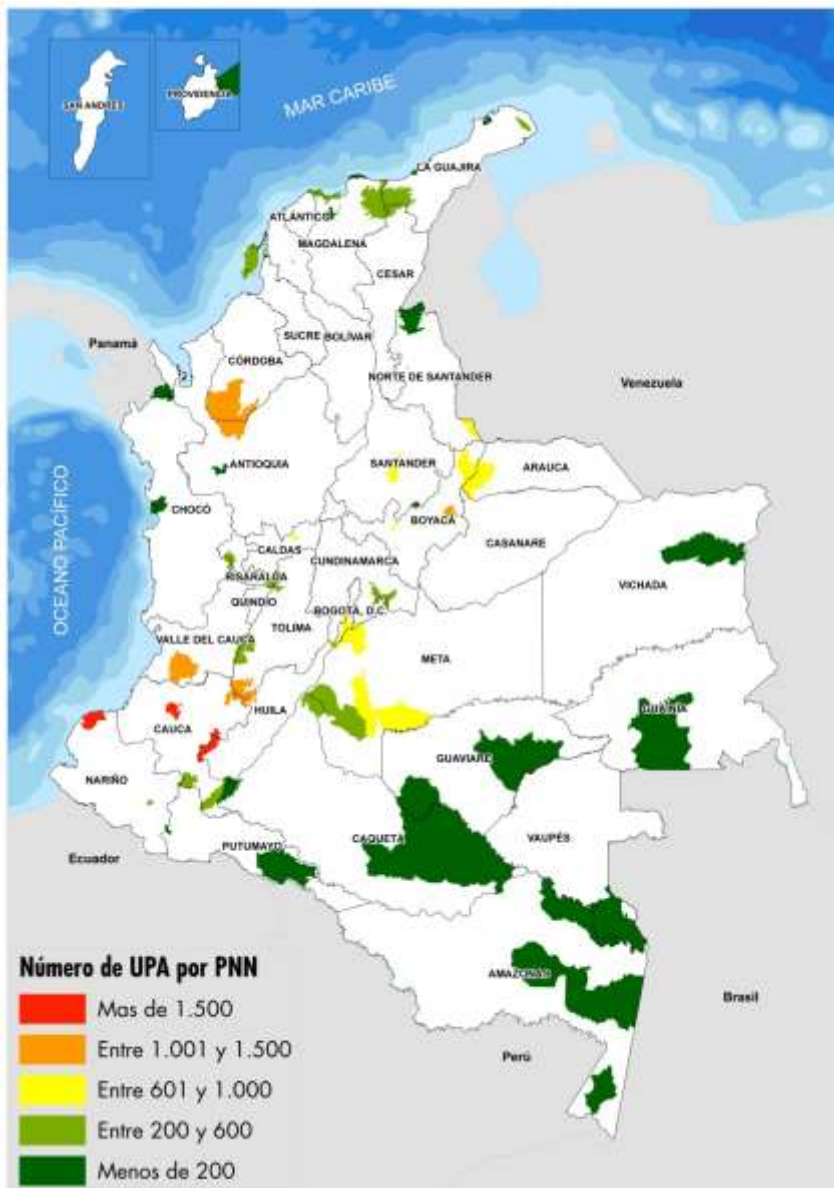 SAN ANDRÉS
PROVIDENCIA
MAR CARIBE
LA GUAJIRA
ATLÁNTICO
MAGDALENA
CESAR
SUCRE
BOLÍVAR
Panamá
CÓRDOBA
NORTE DE SANTANDER
Venezuela
ANTIOQUIA
SANTANDER
ARAUCA
CHOCÓ
BOYACÁ
CASANARE
OCEANO PACÍFICO
CALDAS
CUNDINAMARCA
VICHADA
RISARALDA
QUINDÍO
BOGOTÁ, D.C.
TOLIMA
VALLE DEL CAUCA
META
HUILA
CAUCA
GUAINÍA
GUAVIARE
NARIÑO
CAQUETÁ
VAUPÉS
PUTUMAYO
Ecuador
AMAZONAS
Brasil
Perú
Número de UPA por PNN
Mas de 1.500
Entre 1.001 y 1.500
Entre 601 y 1.000
Entre 200 y 600
Menos de 200